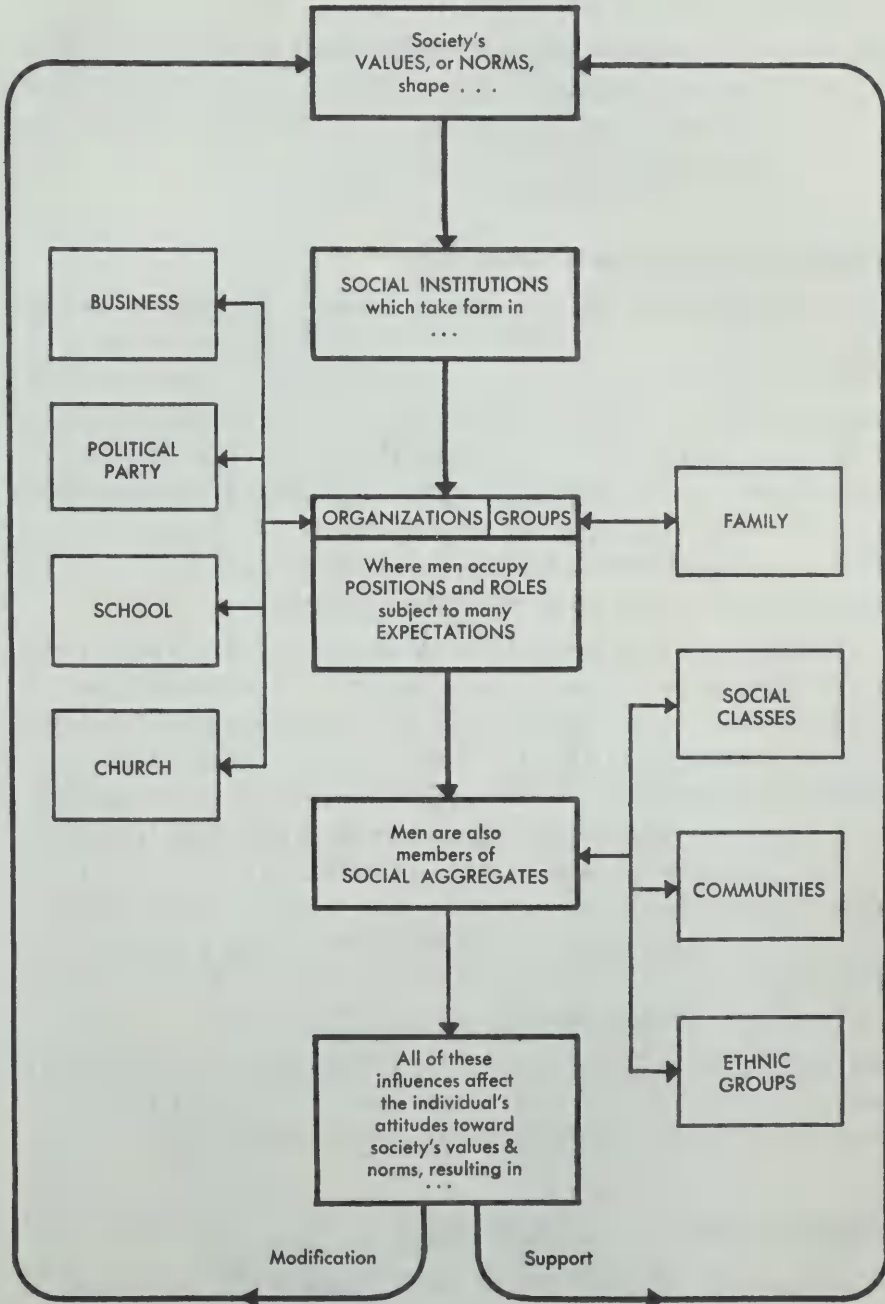 Society's
VALUES, or NORMS,
shape . . .
SOCIAL INSTITUTIONS
which take form in
. . .
BUSINESS
POLITICAL
PARTY
SCHOOL
CHURCH
ORGANIZATIONS
GROUPS
Where men occupy
POSITIONS and ROLES
subject to many
EXPECTATIONS
FAMILY
Men are also
members of
SOCIAL AGGREGATES
SOCIAL
CLASSES
COMMUNITIES
ETHNIC
GROUPS
All of these
influences affect
the individual's
attitudes toward
society's values &
norms, resulting in
. . .
Modification
Support